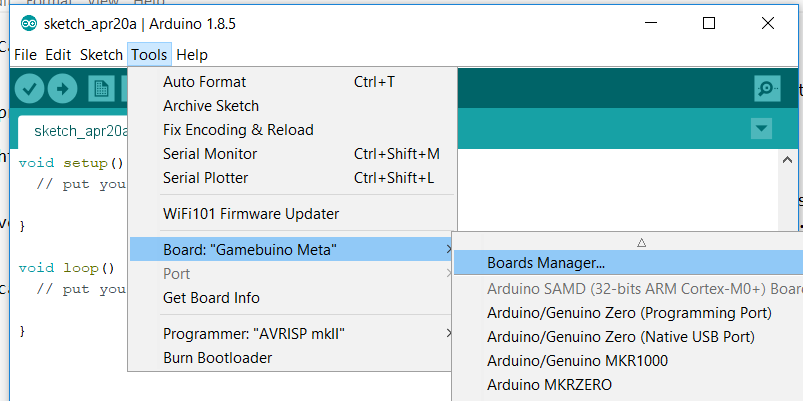 sketch_apr20a | Arduino 1.8.5
File Edit Sketch Tools Help
Auto Format Ctrl+T
Archive Sketch
Fix Encoding & Reload
Serial Monitor Ctrl+Shift+M
Serial Plotter Ctrl+Shift+L
WiFi101 Firmware Updater
Board: "Gamebuino Meta"
Port
Get Board Info
Programmer: "AVRISP mkII"
Burn Bootloader
Boards Manager...
Arduino SAMD (32-bits ARM Cortex-M0+) Boar
Arduino/Genuino Zero (Programming Port)
Arduino/Genuino Zero (Native USB Port)
Arduino/Genuino MKR1000
Arduino MKRZERO
sketch_apr20a
void setup()
// put you
}
void loop()
// put you
}